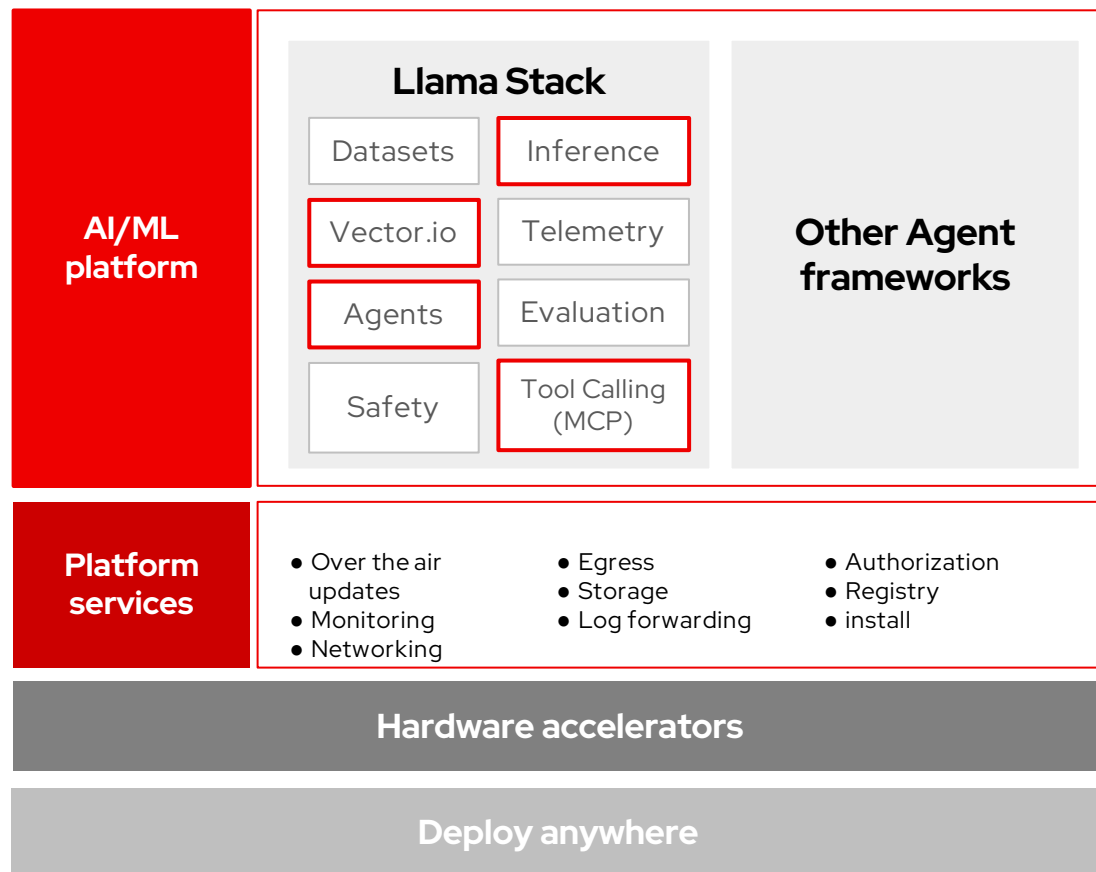 AI/ML
platform
Llama Stack
Datasets
Inference
Vector.io
Telemetry
Agents
Evaluation
Safety
Tool Calling
(MCP)
Other Agent
frameworks
Platform
services
● Over the air
updates
● Monitoring
● Networking
● Egress
● Storage
● Log forwarding
● Authorization
● Registry
● install
Hardware accelerators
Deploy anywhere